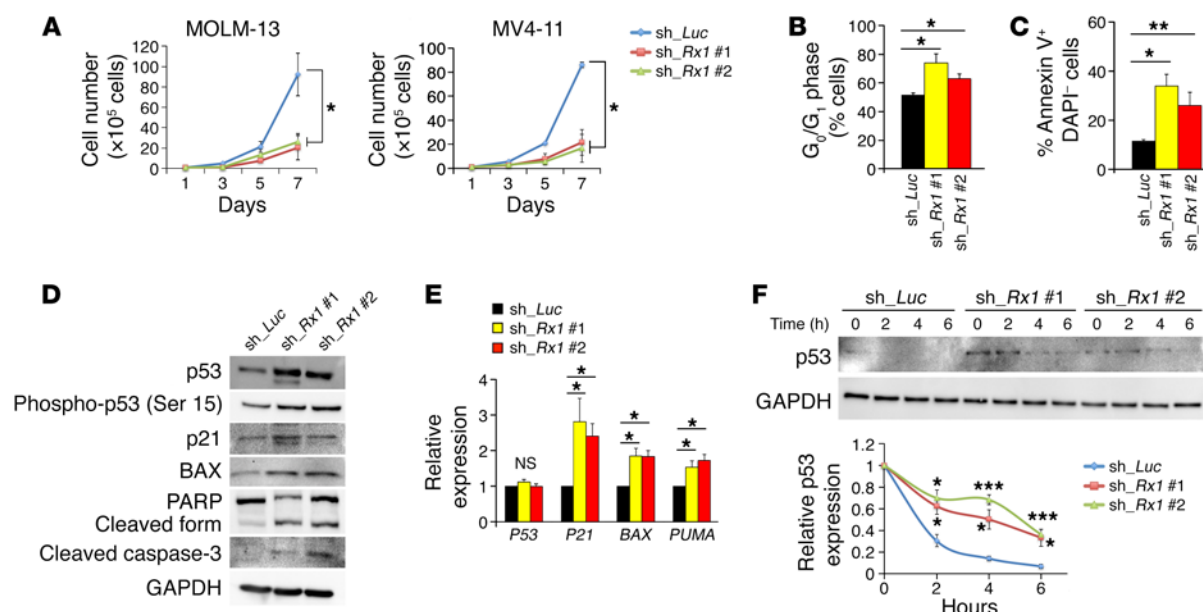 A
MOLM-13
Cell number
(×10⁵ cells)
120
100
80
60
40
20
0
*
1 3 5 7
Days
MV4-11
Cell number
(×10⁵ cells)
100
80
60
40
20
0
*
1 3 5 7
Days
sh_Luc
sh_Rx1 #1
sh_Rx1 #2
B
G₀/G₁ phase
(% cells)
100
80
60
40
20
0
*
*
sh_Luc
sh_Rx1 #1
sh_Rx1 #2
C
% Annexin V⁺
DAPI⁻ cells
60
40
20
0
**
*
sh_Luc
sh_Rx1 #1
sh_Rx1 #2
D
sh_Luc
sh_Rx1 #1
sh_Rx1 #2
p53
Phospho-p53 (Ser 15)
p21
BAX
PARP
Cleaved form
Cleaved caspase-3
GAPDH
E
sh_Luc
sh_Rx1 #1
sh_Rx1 #2
Relative
expression
4
3
2
1
0
NS
*
*
*
*
*
*
P53 P21 BAX PUMA
F
sh_Luc sh_Rx1 #1 sh_Rx1 #2
Time (h) 0 2 4 6 0 2 4 6 0 2 4 6
p53
GAPDH
Relative p53
expression
1.2
1
0.8
0.6
0.4
0.2
0
* *** ***
* * *
0 2 4 6
Hours
sh_Luc
sh_Rx1 #1
sh_Rx1 #2